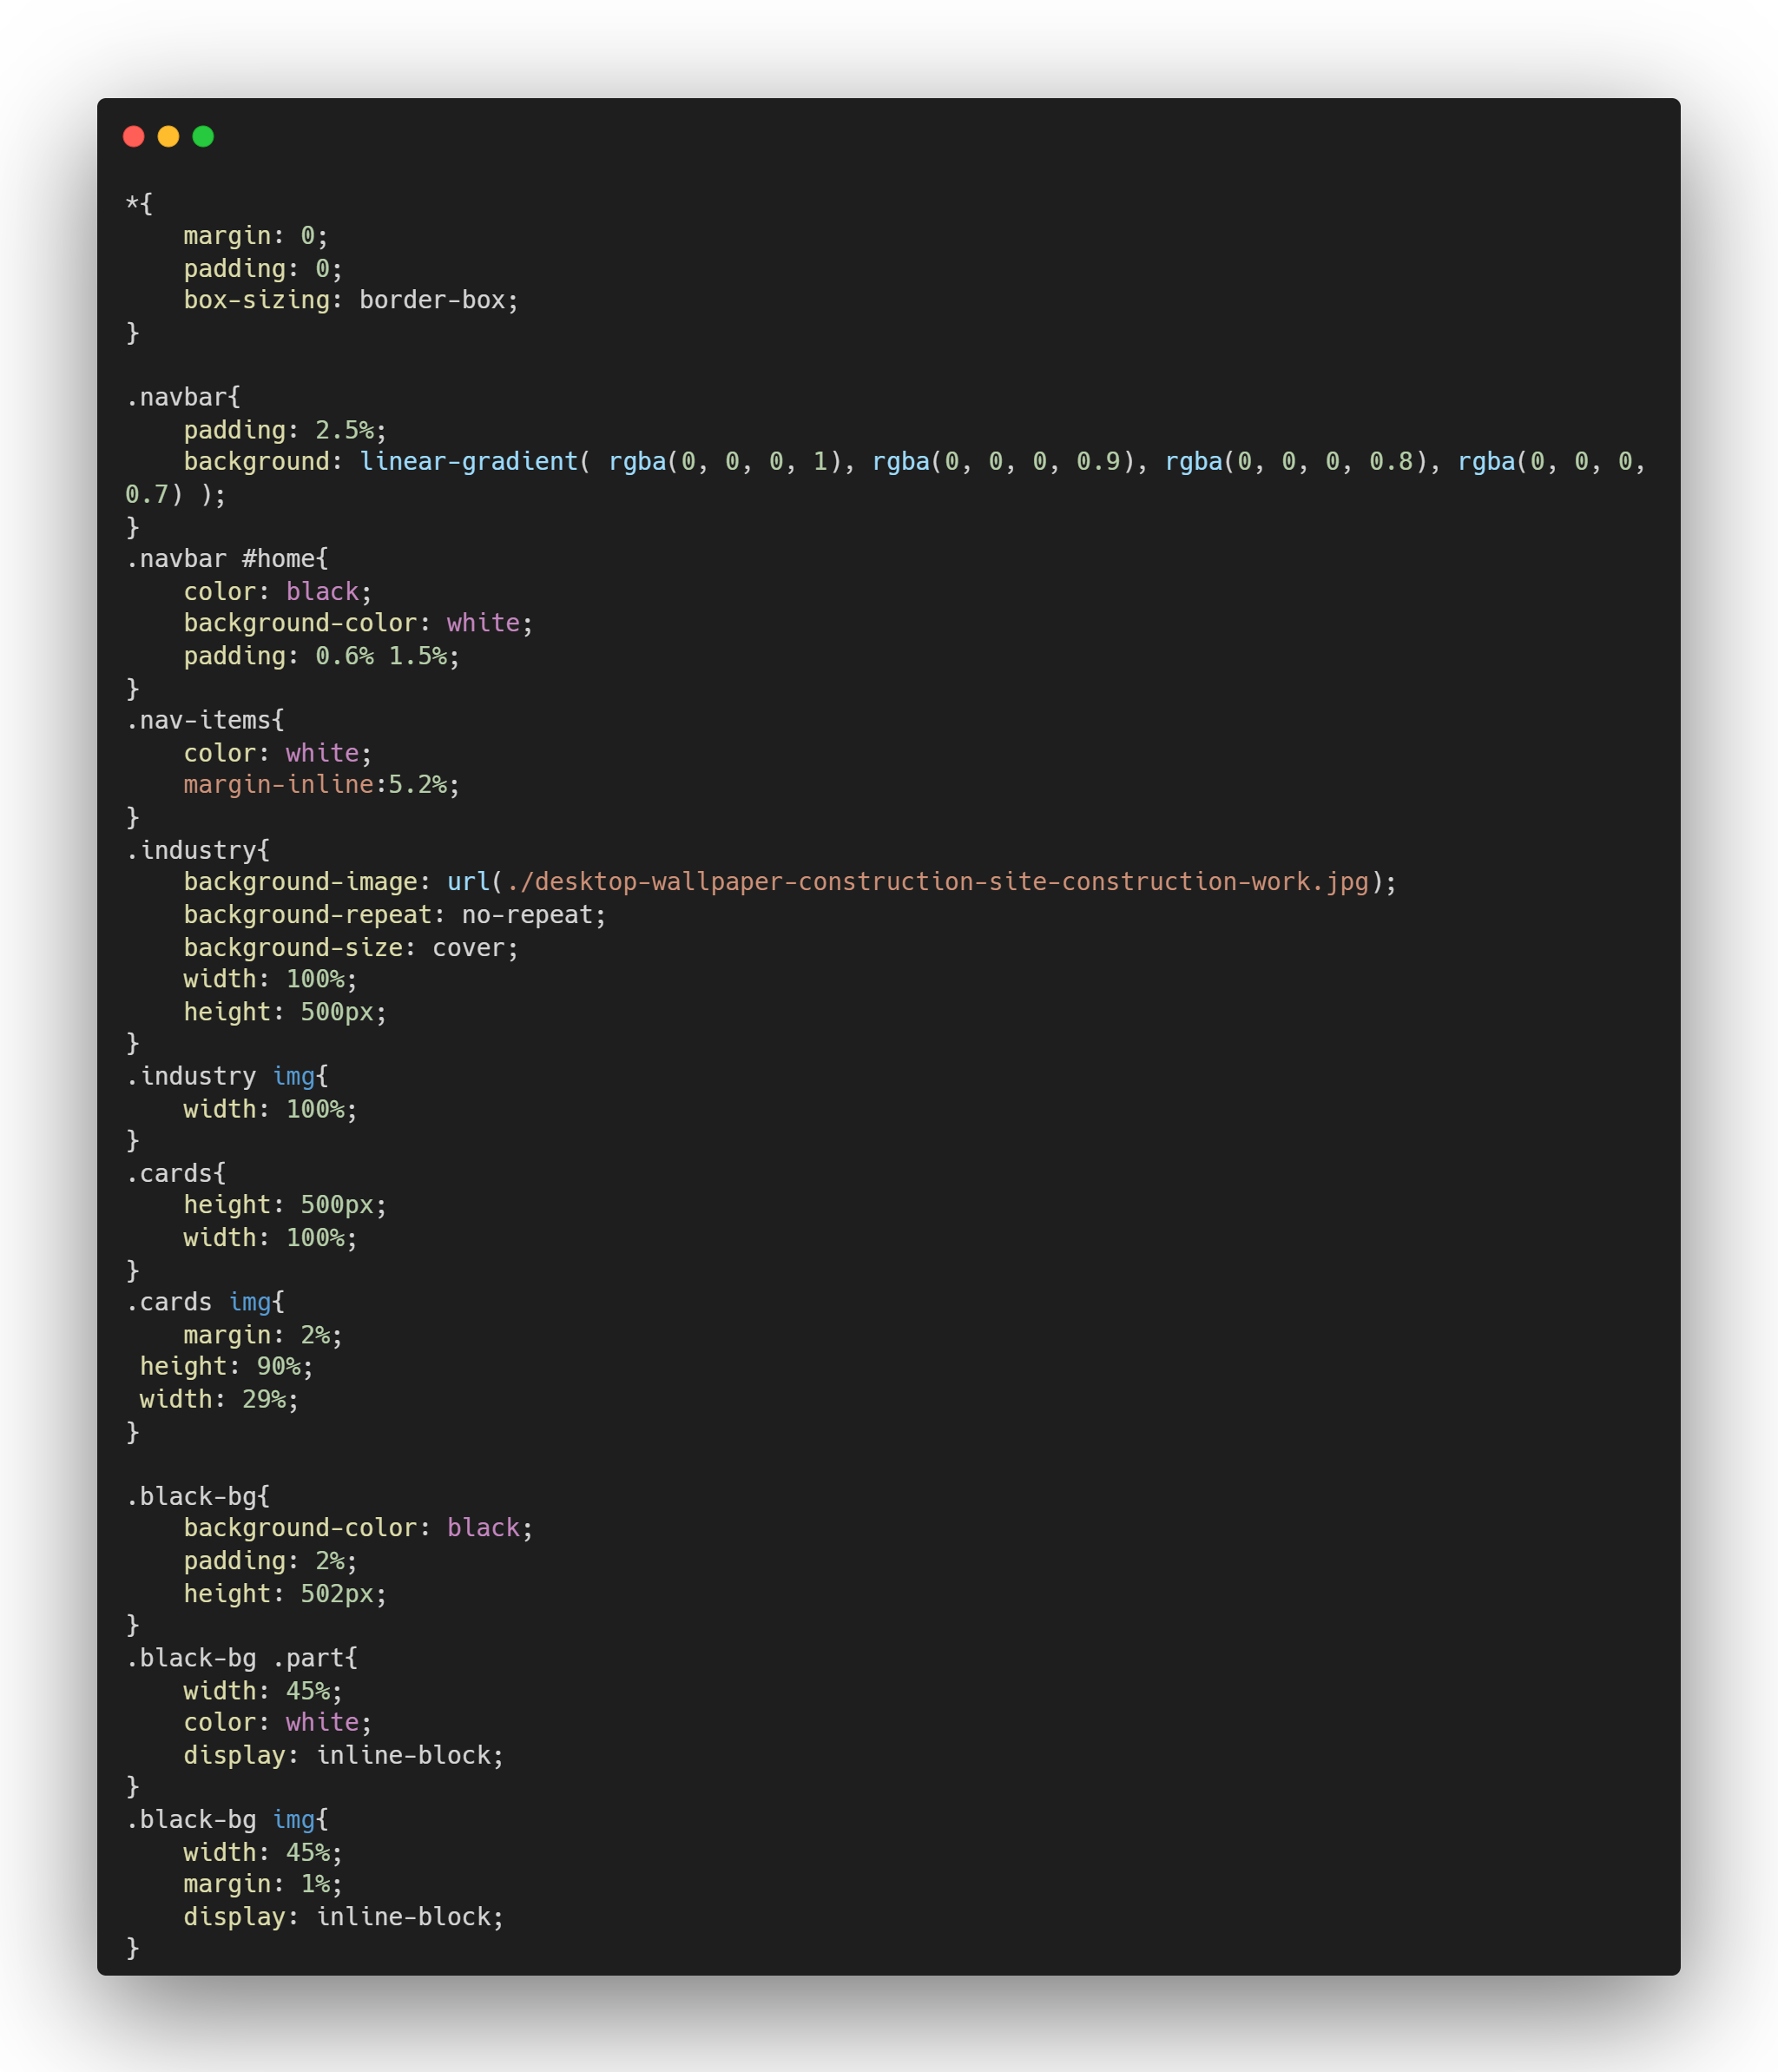 *{
    margin: 0;
    padding: 0;
    box-sizing: border-box;
}

.navbar{
    padding: 2.5%;
    background: linear-gradient( rgba(0, 0, 0, 1), rgba(0, 0, 0, 0.9), rgba(0, 0, 0, 0.8), rgba(0, 0, 0,
0.7) );
}
.navbar #home{
    color: black;
    background-color: white;
    padding: 0.6% 1.5%;
}
.nav-items{
    color: white;
    margin-inline:5.2%;
}
.industry{
    background-image: url(./desktop-wallpaper-construction-site-construction-work.jpg);
    background-repeat: no-repeat;
    background-size: cover;
    width: 100%;
    height: 500px;
}
.industry img{
    width: 100%;
}
.cards{
    height: 500px;
    width: 100%;
}
.cards img{
    margin: 2%;
 height: 90%;
 width: 29%;
}

.black-bg{
    background-color: black;
    padding: 2%;
    height: 502px;
}
.black-bg .part{
    width: 45%;
    color: white;
    display: inline-block;
}
.black-bg img{
    width: 45%;
    margin: 1%;
    display: inline-block;
}